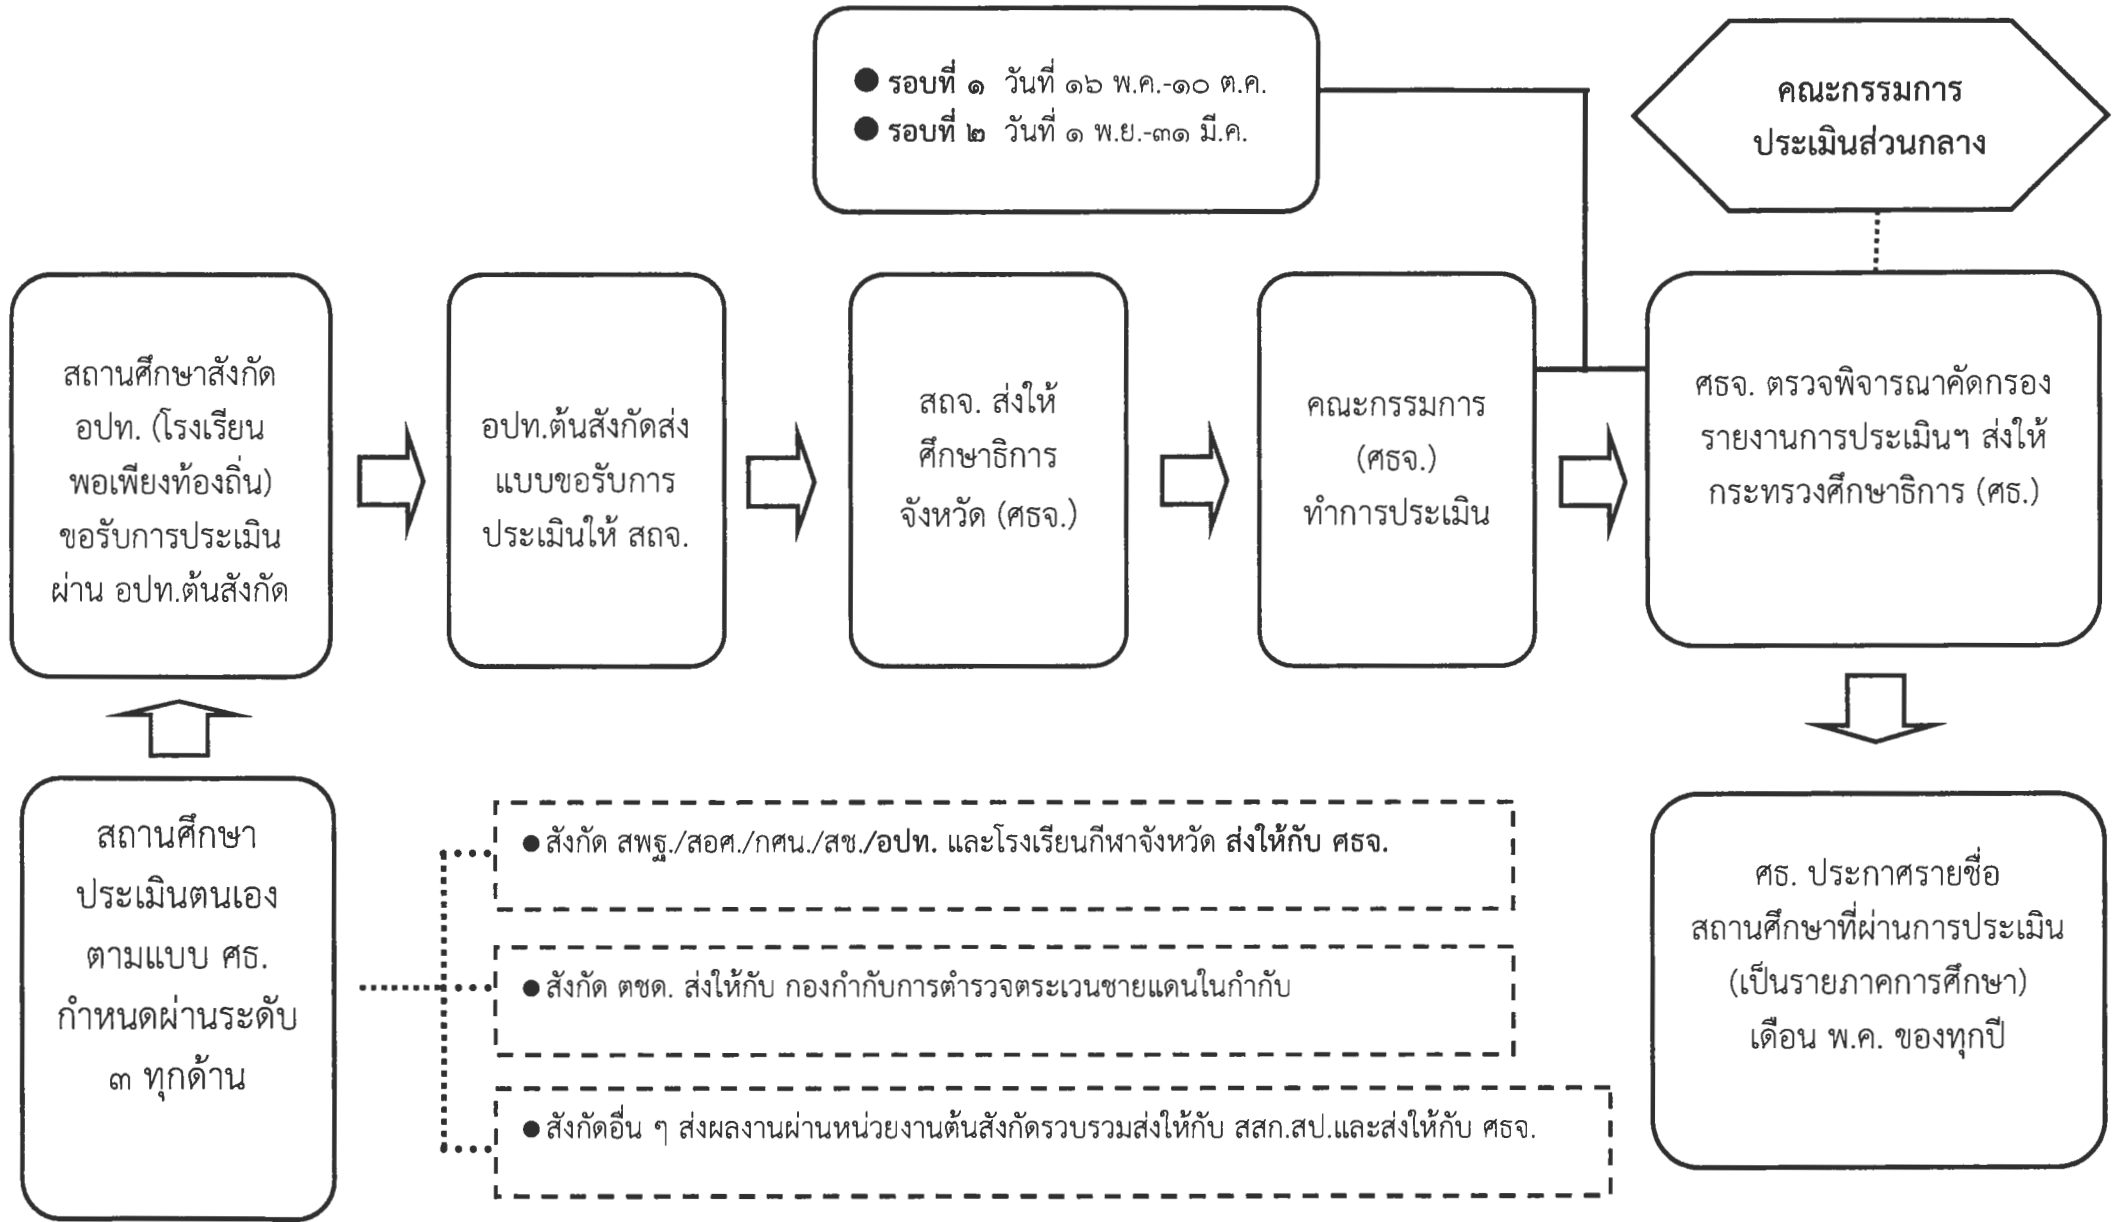 ● รอบที่ ๑ วันที่ ๑๖ พ.ค.-๑๐ ต.ค.
● รอบที่ ๒ วันที่ ๑ พ.ย.-๓๑ มี.ค.
คณะกรรมการ
ประเมินส่วนกลาง
สถานศึกษาสังกัด
อปท. (โรงเรียน
พอเพียงท้องถิ่น)
ขอรับการประเมิน
ผ่าน อปท.ต้นสังกัด
อปท.ต้นสังกัดส่ง
แบบขอรับการ
ประเมินให้ สถจ.
สถจ. ส่งให้
ศึกษาธิการ
จังหวัด (ศธจ.)
คณะกรรมการ
(ศธจ.)
ทำการประเมิน
ศธจ. ตรวจพิจารณาคัดกรอง
รายงานการประเมินฯ ส่งให้
กระทรวงศึกษาธิการ (ศธ.)
สถานศึกษา
ประเมินตนเอง
ตามแบบ ศธ.
กำหนดผ่านระดับ
๓ ทุกด้าน
● สังกัด สพฐ./สอศ./กศน./สช./อปท. และโรงเรียนกีฬาจังหวัด ส่งให้กับ ศธจ.
● สังกัด ตชด. ส่งให้กับ กองกำกับการตำรวจตระเวนชายแดนในกำกับ
● สังกัดอื่น ๆ ส่งผลงานผ่านหน่วยงานต้นสังกัดรวบรวมส่งให้กับ สสก.สป.และส่งให้กับ ศธจ.
ศธ. ประกาศรายชื่อ
สถานศึกษาที่ผ่านการประเมิน
(เป็นรายภาคการศึกษา)
เดือน พ.ค. ของทุกปี